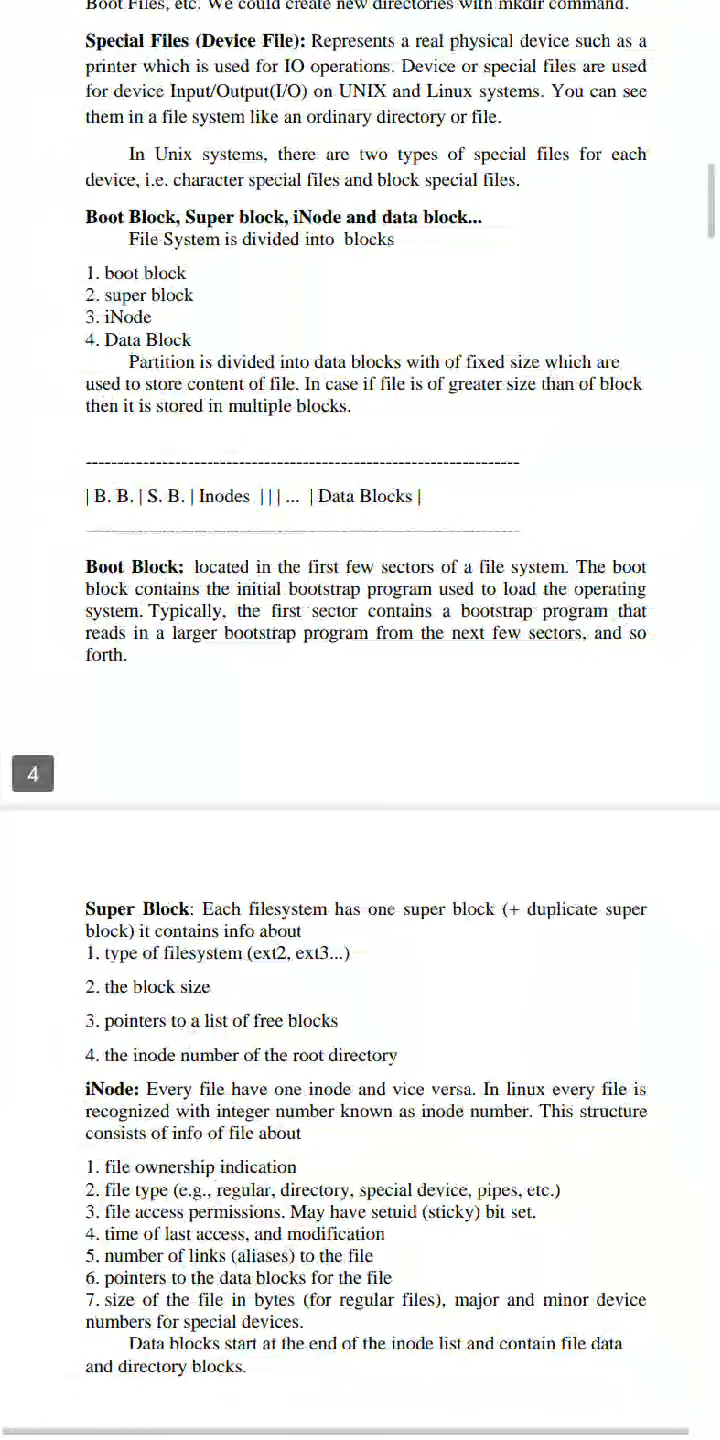 Boot Files, etc. We could create new directories with mkdir command.
Special Files (Device File): Represents a real physical device such as a
printer which is used for IO operations. Device or special files are used
for device Input/Output(I/O) on UNIX and Linux systems. You can see
them in a file system like an ordinary directory or file.
In Unix systems, there are two types of special files for each
device, i.e. character special files and block special files.
Boot Block, Super block, iNode and data block...
File System is divided into blocks
1. boot block
2. super block
3. iNode
4. Data Block
Partition is divided into data blocks with of fixed size which are
used to store content of file. In case if file is of greater size than of block
then it is stored in multiple blocks.
----------------------------------------------------------------------
| B. B. | S. B. | Inodes | | | ... | Data Blocks |
----------------------------------------------------------------------
Boot Block: located in the first few sectors of a file system. The boot
block contains the initial bootstrap program used to load the operating
system. Typically, the first sector contains a bootstrap program that
reads in a larger bootstrap program from the next few sectors, and so
forth.
4
Super Block: Each filesystem has one super block (+ duplicate super
block) it contains info about
1. type of filesystem (ext2, ext3...)
2. the block size
3. pointers to a list of free blocks
4. the inode number of the root directory
iNode: Every file have one inode and vice versa. In linux every file is
recognized with integer number known as inode number. This structure
consists of info of file about
1. file ownership indication
2. file type (e.g., regular, directory, special device, pipes, etc.)
3. file access permissions. May have setuid (sticky) bit set.
4. time of last access, and modification
5. number of links (aliases) to the file
6. pointers to the data blocks for the file
7. size of the file in bytes (for regular files), major and minor device
numbers for special devices.
Data blocks start at the end of the inode list and contain file data
and directory blocks.